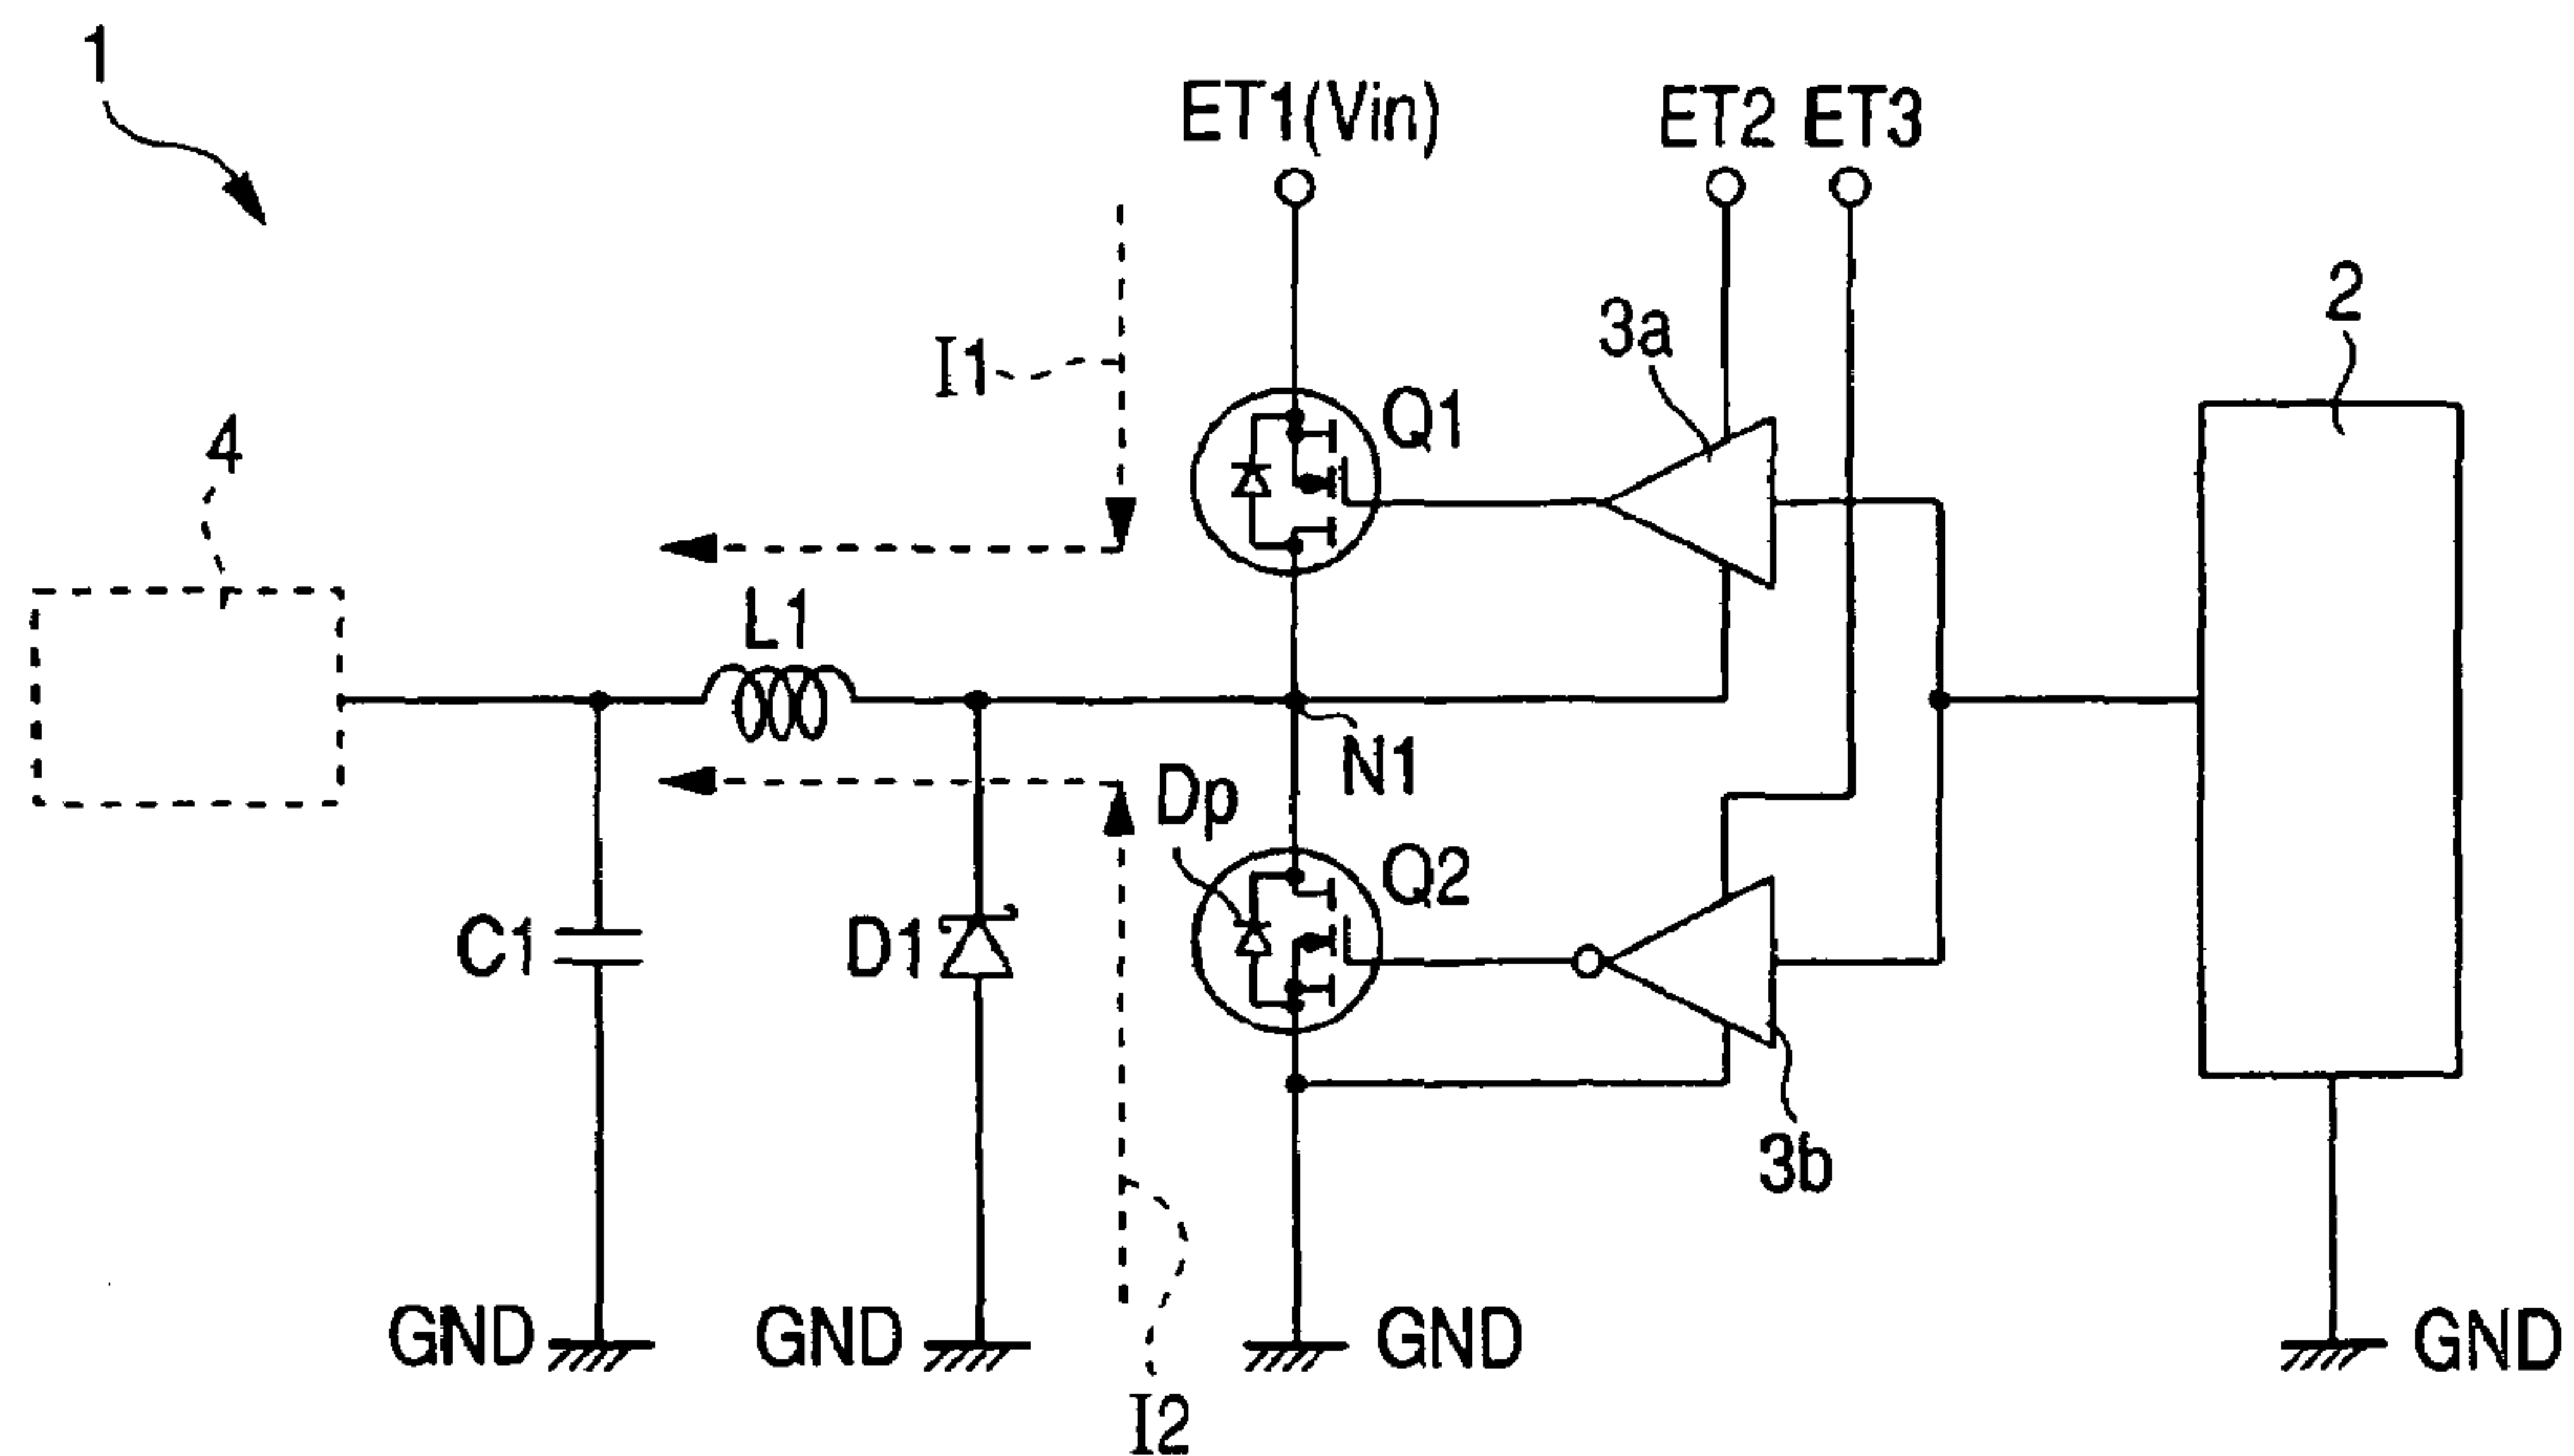 1
ET1(Vin)
ET2
ET3
2
3a
I1
Q1
4
L1
N1
Dp
Q2
C1
D1
3b
GND
GND
GND
GND
I2